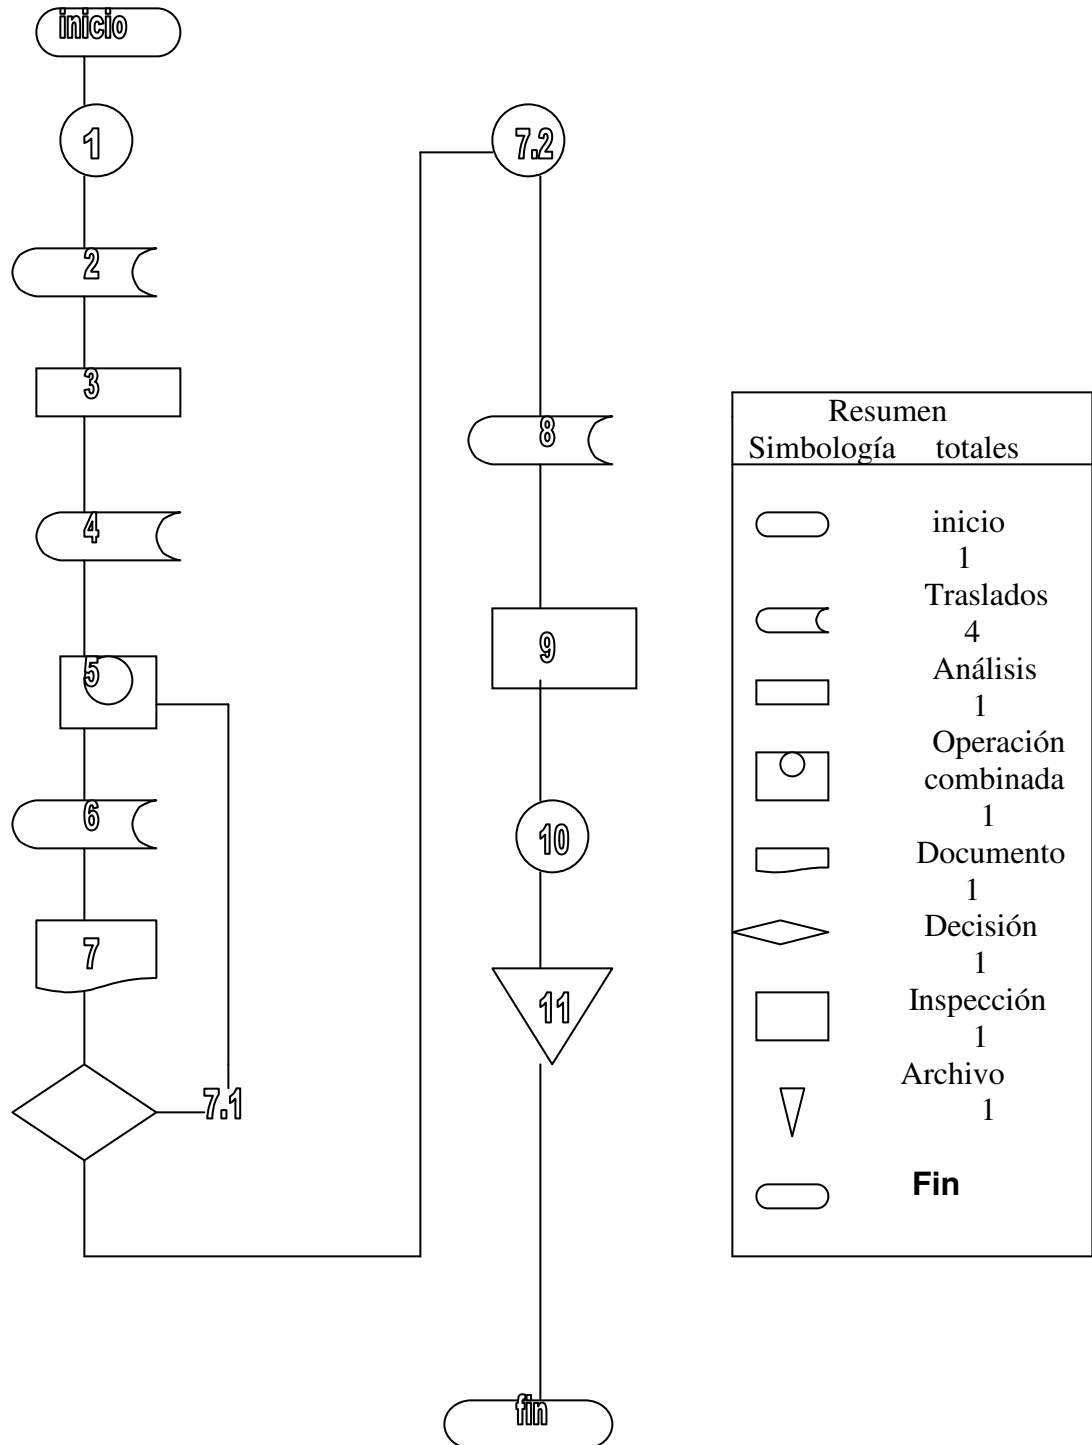 inicio
1
2
3
4
5
6
7
7.1
7.2
8
9
10
11
fin
Resumen
Simbología totales
inicio
1
Traslados
4
Análisis
1
Operación
combinada
1
Documento
1
Decisión
1
Inspección
1
Archivo
1
Fin